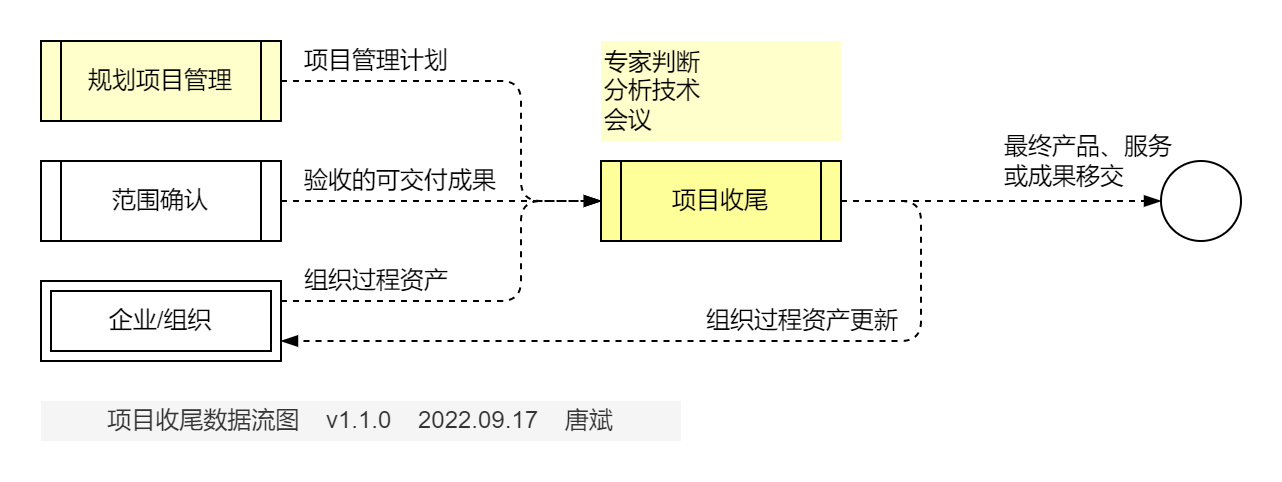 规划项目管理
项目管理计划
专家判断
分析技术
会议
范围确认
验收的可交付成果
项目收尾
最终产品、服务
或成果移交
企业/组织
组织过程资产
组织过程资产更新
项目收尾数据流图 v1.1.0 2022.09.17 唐斌